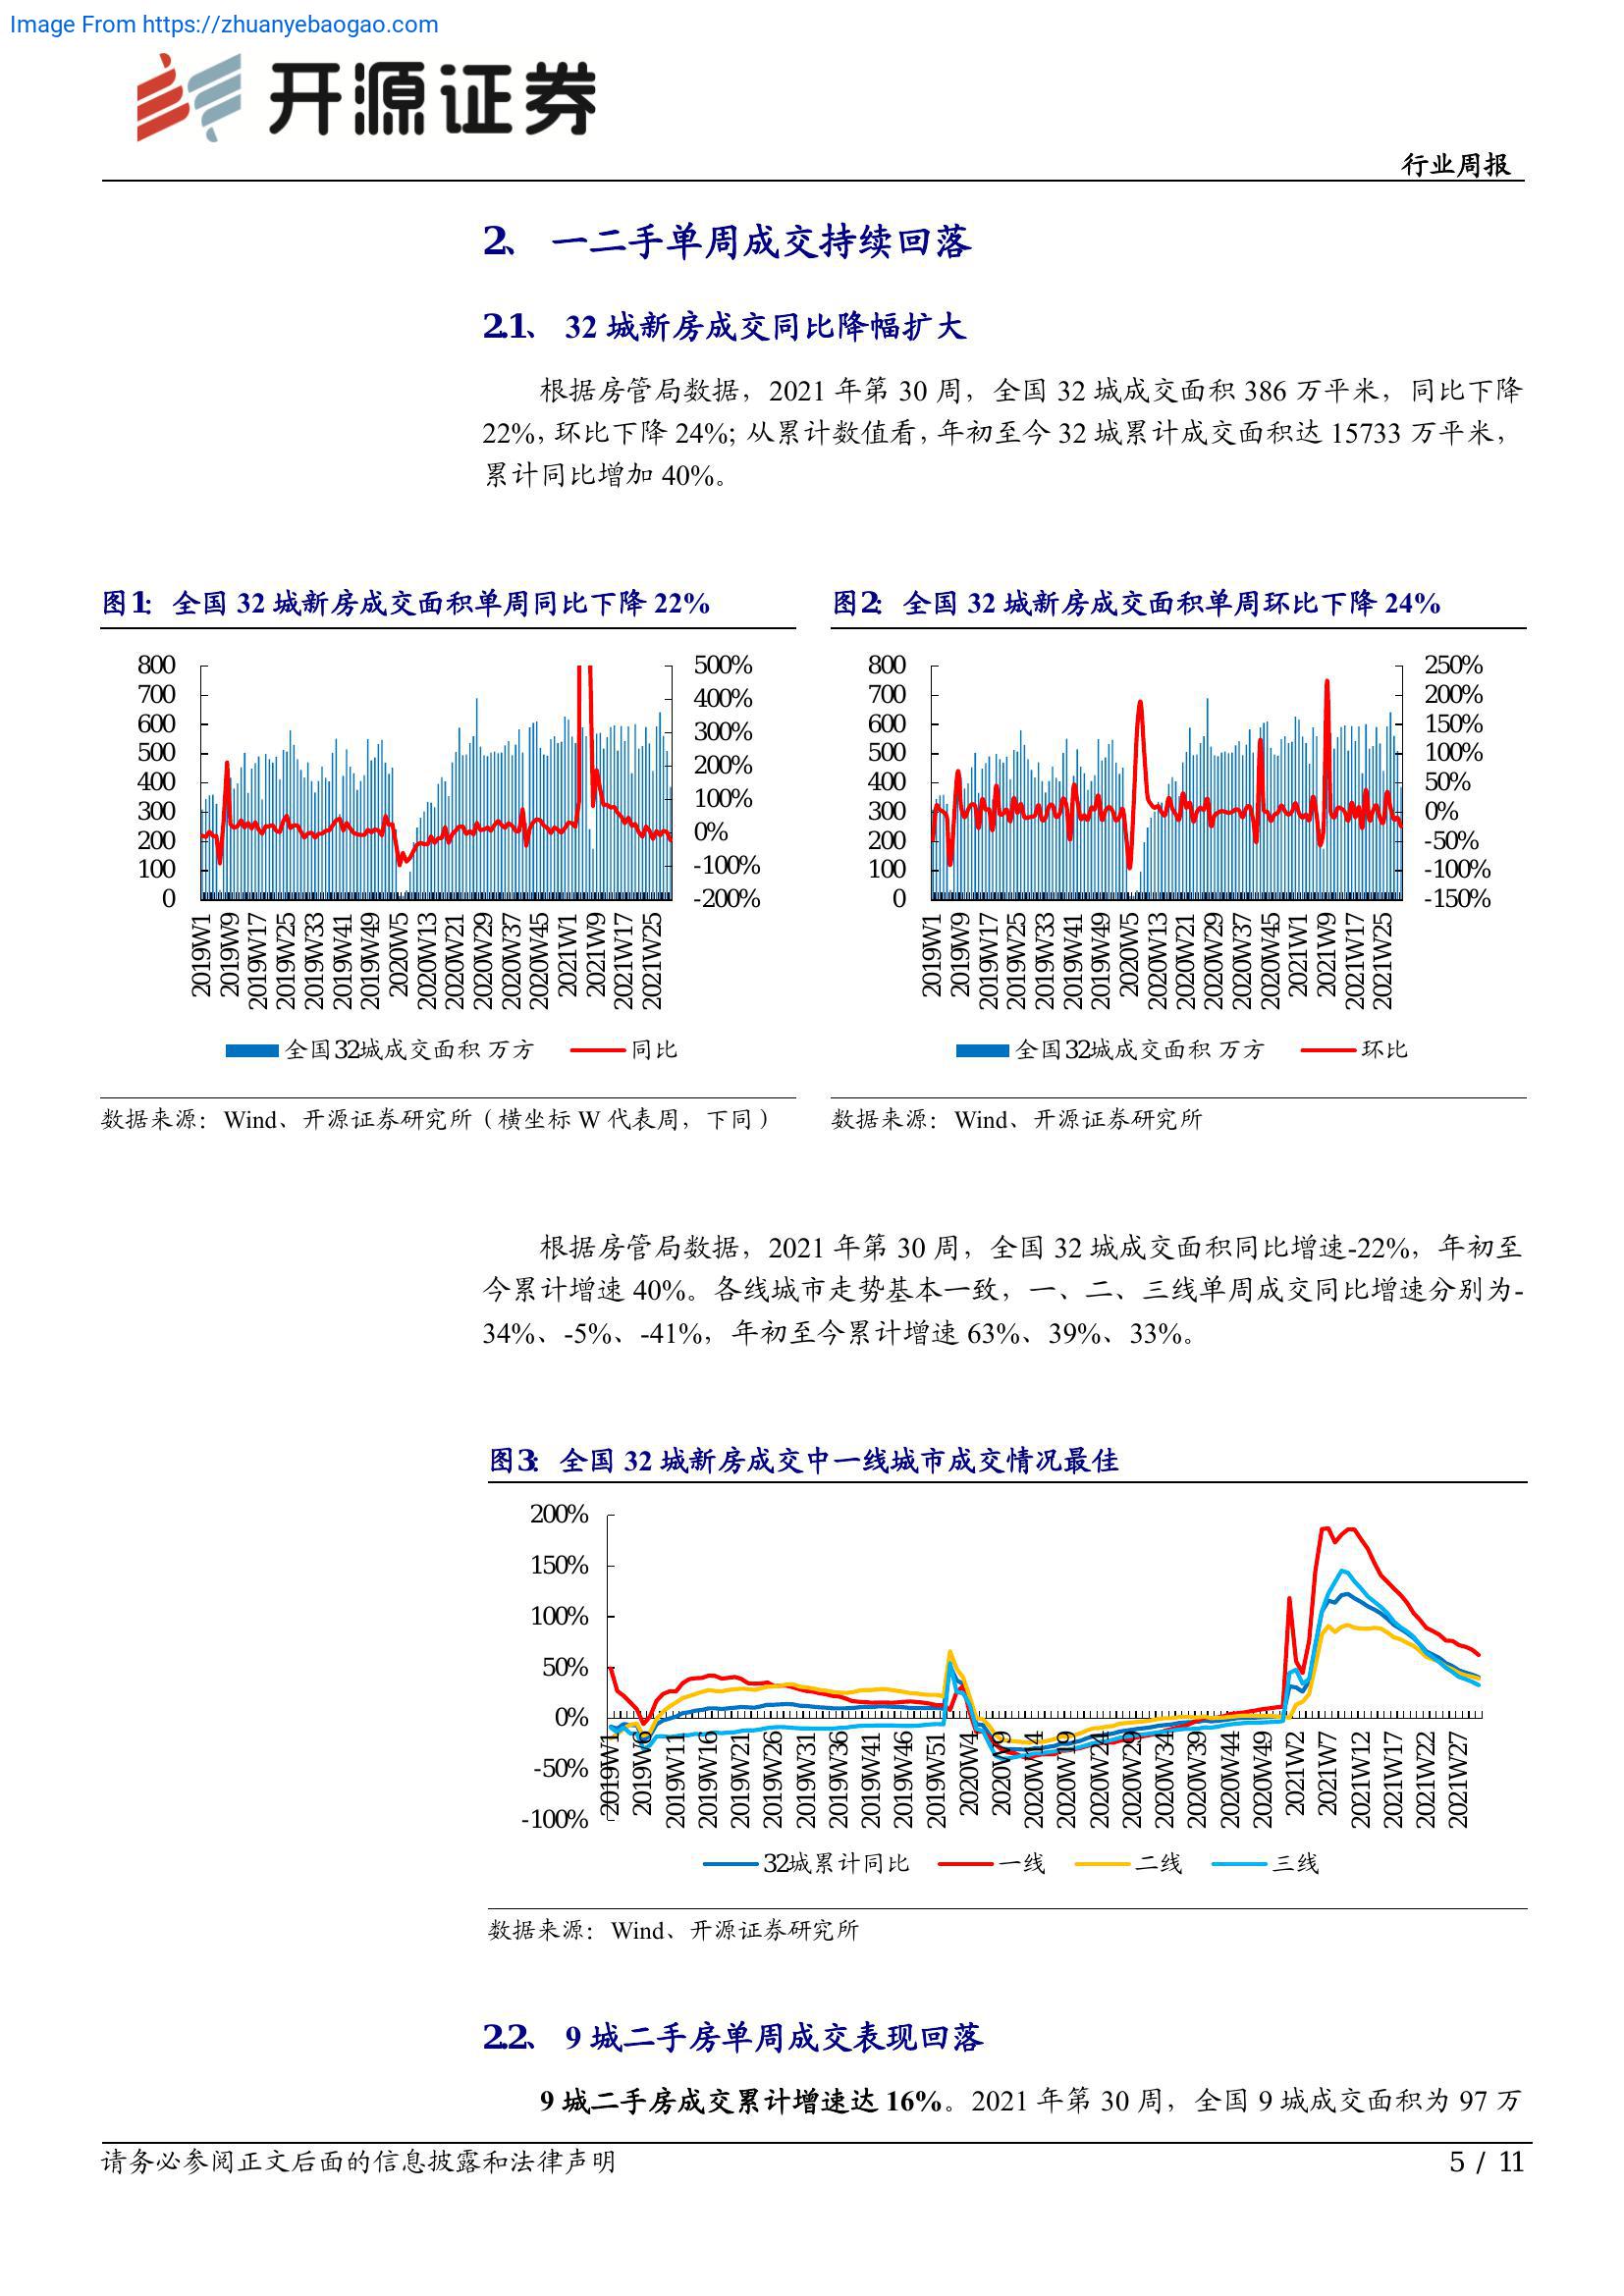 Image From https://zhuanyebaogao.com
开源证券
行业周报
2、 一二手单周成交持续回落
2.1、 32 城新房成交同比降幅扩大
根据房管局数据，2021 年第 30 周，全国 32 城成交面积 386 万平米，同比下降
22%，环比下降 24%；从累计数值看，年初至今 32 城累计成交面积达 15733 万平米，
累计同比增加 40%。
图1：全国 32 城新房成交面积单周同比下降 22%
800
700
600
500
400
300
200
100
0
500%
400%
300%
200%
100%
0%
-100%
-200%
2019W1
2019W9
2019W17
2019W25
2019W33
2019W41
2019W49
2020W5
2020W13
2020W21
2020W29
2020W37
2020W45
2021W1
2021W9
2021W17
2021W25
全国32城成交面积 万方
同比
数据来源：Wind、开源证券研究所（横坐标 W 代表周，下同）
图2：全国 32 城新房成交面积单周环比下降 24%
800
700
600
500
400
300
200
100
0
250%
200%
150%
100%
50%
0%
-50%
-100%
-150%
2019W1
2019W9
2019W17
2019W25
2019W33
2019W41
2019W49
2020W5
2020W13
2020W21
2020W29
2020W37
2020W45
2021W1
2021W9
2021W17
2021W25
全国32城成交面积 万方
环比
数据来源：Wind、开源证券研究所
根据房管局数据，2021 年第 30 周，全国 32 城成交面积同比增速-22%，年初至
今累计增速 40%。各线城市走势基本一致，一、二、三线单周成交同比增速分别为-
34%、-5%、-41%，年初至今累计增速 63%、39%、33%。
图3：全国 32 城新房成交中一线城市成交情况最佳
200%
150%
100%
50%
0%
-50%
-100%
2019W1
2019W6
2019W11
2019W16
2019W21
2019W26
2019W31
2019W36
2019W41
2019W46
2019W51
2020W4
2020W9
2020W14
2020W19
2020W24
2020W29
2020W34
2020W39
2020W44
2020W49
2021W2
2021W7
2021W12
2021W17
2021W22
2021W27
32城累计同比
一线
二线
三线
数据来源：Wind、开源证券研究所
2.2、 9 城二手房单周成交表现回落
9 城二手房成交累计增速达 16%。2021 年第 30 周，全国 9 城成交面积为 97 万
请务必参阅正文后面的信息披露和法律声明
5 / 11